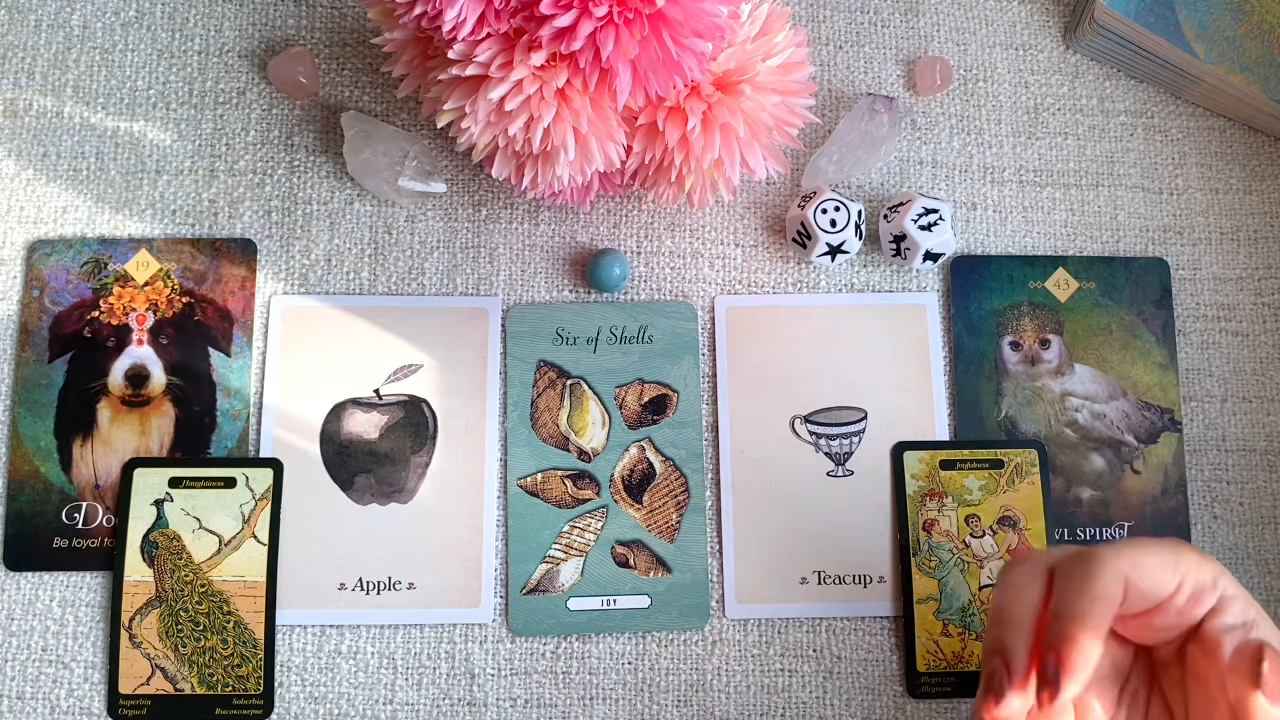 19
Do
Be loyal to
Haughtiness
Superbia Soberbia
Orgueil Высокомерие
Apple
Six of Shells
JOY
Teacup
W
43
VL SPIRIT
Joyfulness
Allegrezza
Allegresse